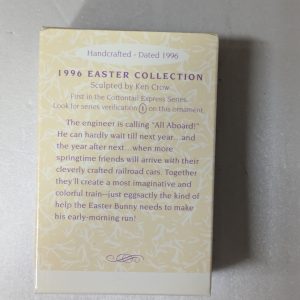 Handcrafted - Dated 1996
1996 EASTER COLLECTION
Sculpted by Ken Crow
First in the Cottontail Express Series.
Look for series verification 1 on this ornament.
The engineer is calling "All Aboard!"
He can hardly wait till next year...and
the year after next...when more
springtime friends will arrive with their
cleverly crafted railroad cars. Together
they'll create a most imaginative and
colorful train—just eggsactly the kind of
help the Easter Bunny needs to make
his early-morning run!